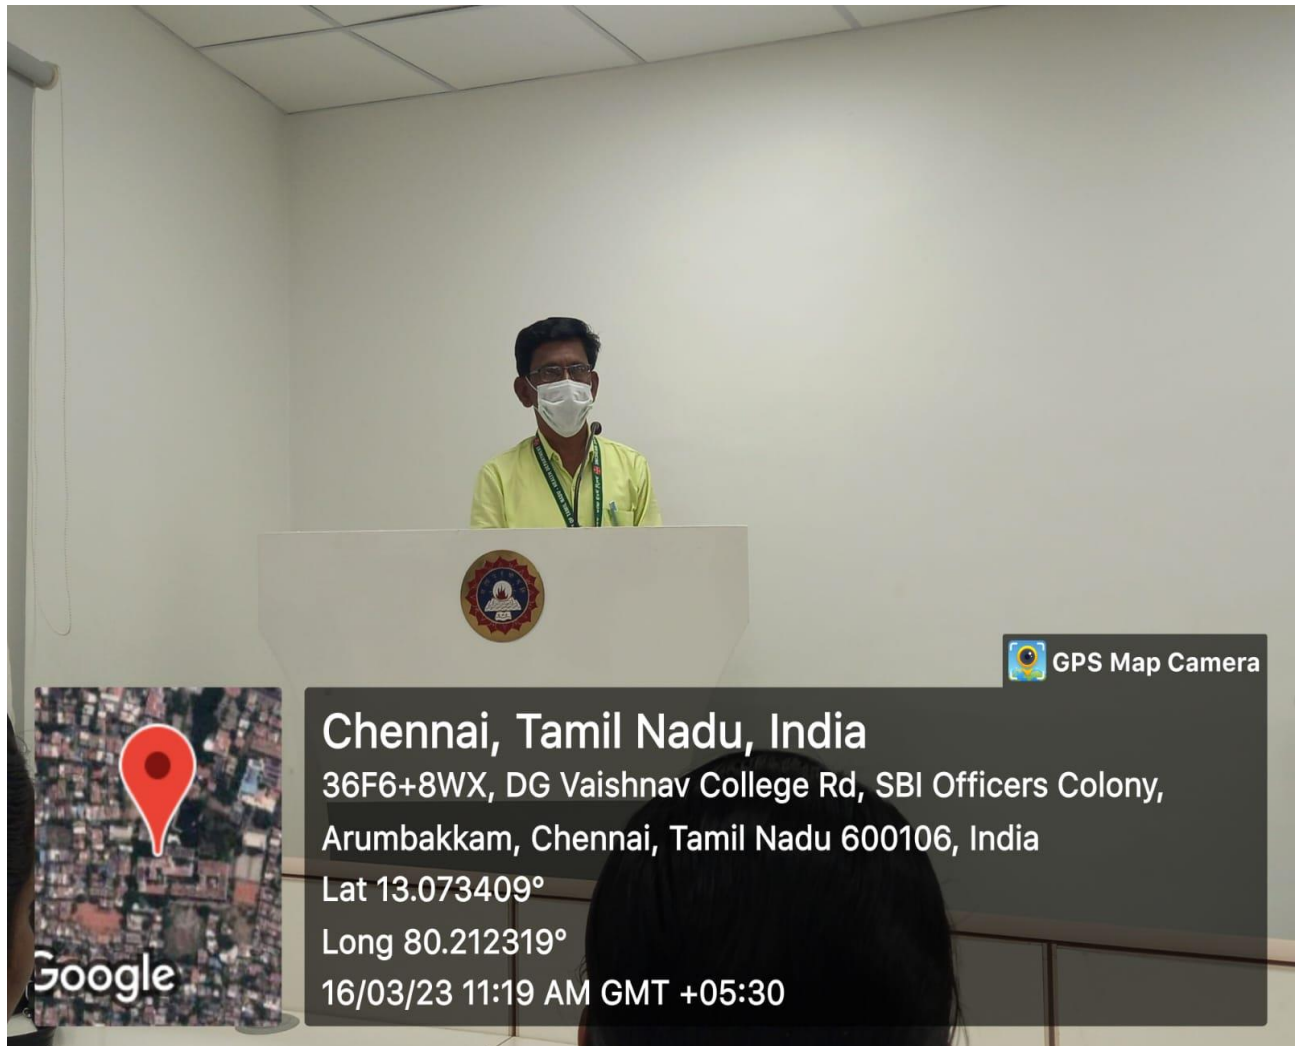 GPS Map Camera
Chennai, Tamil Nadu, India
36F6+8WX, DG Vaishnav College Rd, SBI Officers Colony,
Arumbakkam, Chennai, Tamil Nadu 600106, India
Lat 13.073409°
Long 80.212319°
16/03/23 11:19 AM GMT +05:30
Google